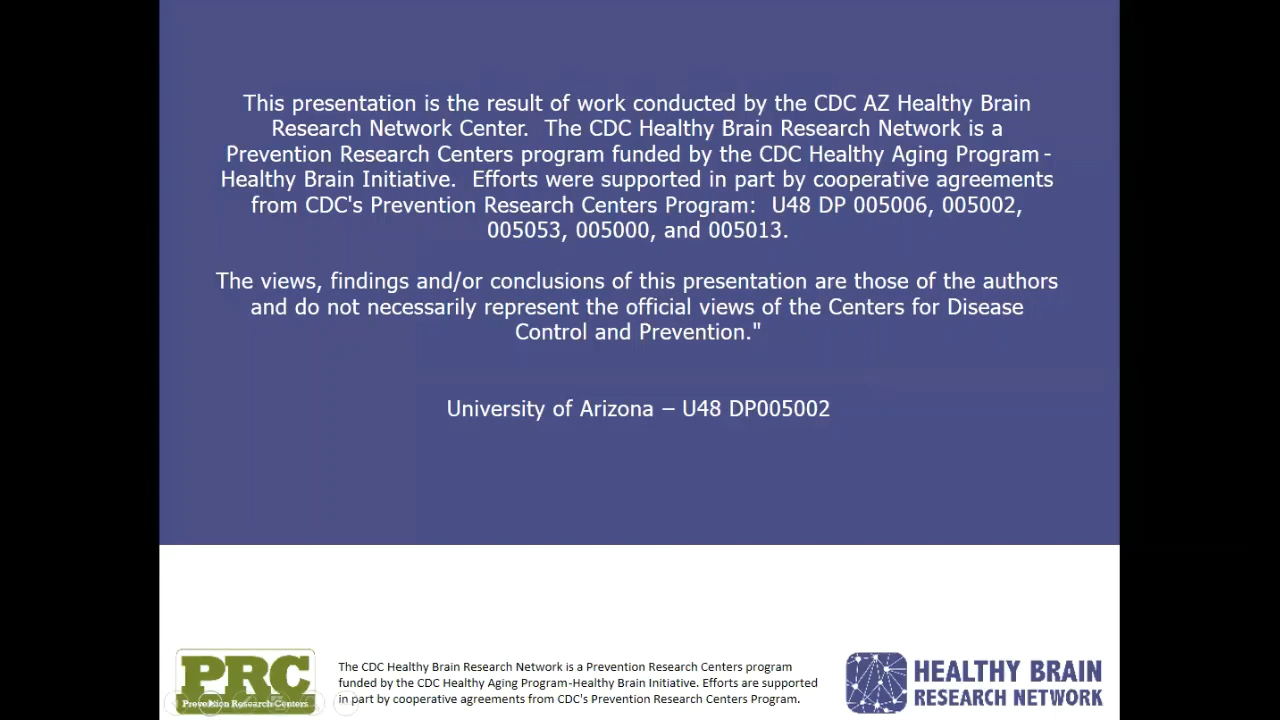 This presentation is the result of work conducted by the CDC AZ Healthy Brain
Research Network Center.  The CDC Healthy Brain Research Network is a
Prevention Research Centers program funded by the CDC Healthy Aging Program-
Healthy Brain Initiative.  Efforts were supported in part by cooperative agreements
from CDC's Prevention Research Centers Program:  U48 DP 005006, 005002,
005053, 005000, and 005013.
The views, findings and/or conclusions of this presentation are those of the authors
and do not necessarily represent the official views of the Centers for Disease
Control and Prevention."
University of Arizona – U48 DP005002
PRC
Prevention Research Centers
The CDC Healthy Brain Research Network is a Prevention Research Centers program
funded by the CDC Healthy Aging Program-Healthy Brain Initiative. Efforts are supported
in part by cooperative agreements from CDC's Prevention Research Centers Program.
HEALTHY BRAIN
RESEARCH NETWORK